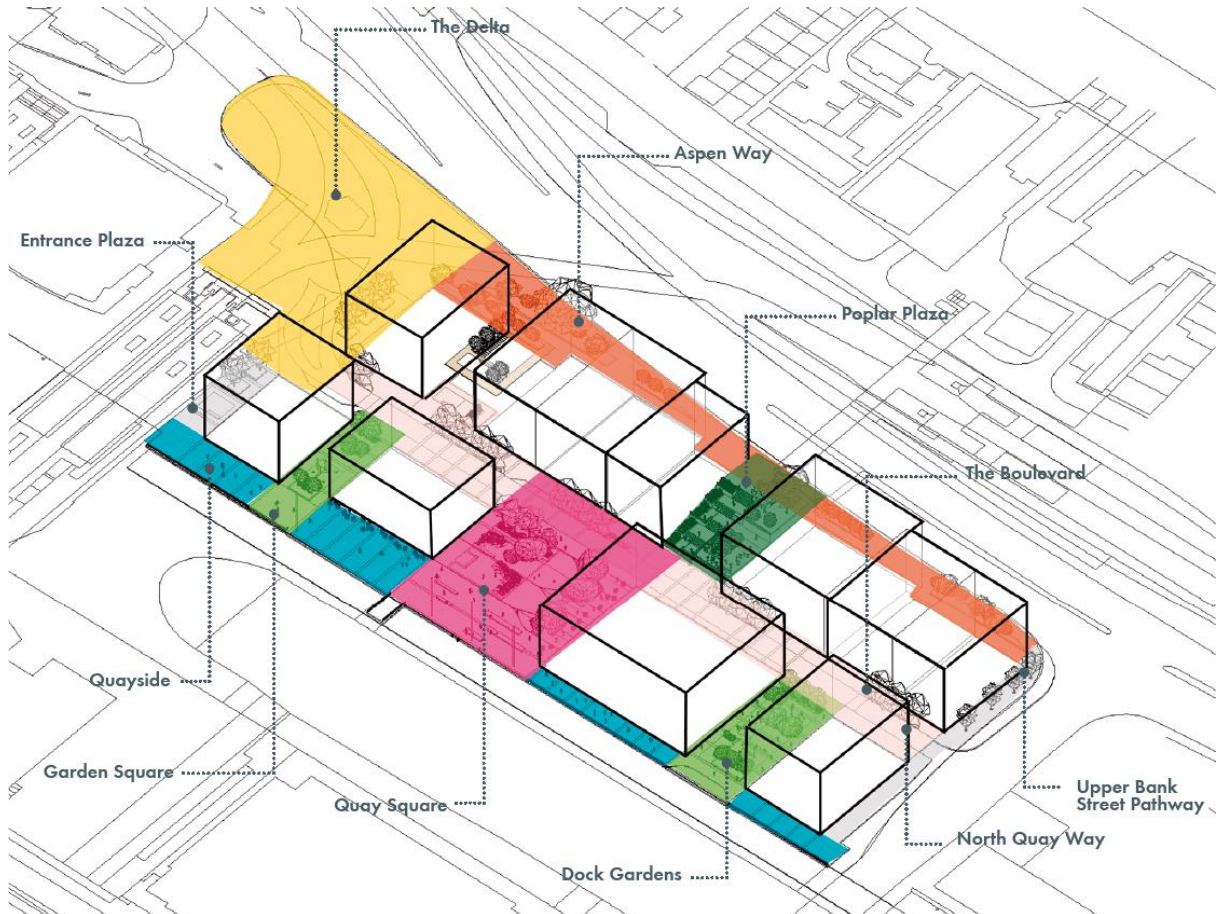 The Delta
Aspen Way
Entrance Plaza
Poplar Plaza
The Boulevard
Quayside
Garden Square
Quay Square
Upper Bank
Street Pathway
North Quay Way
Dock Gardens